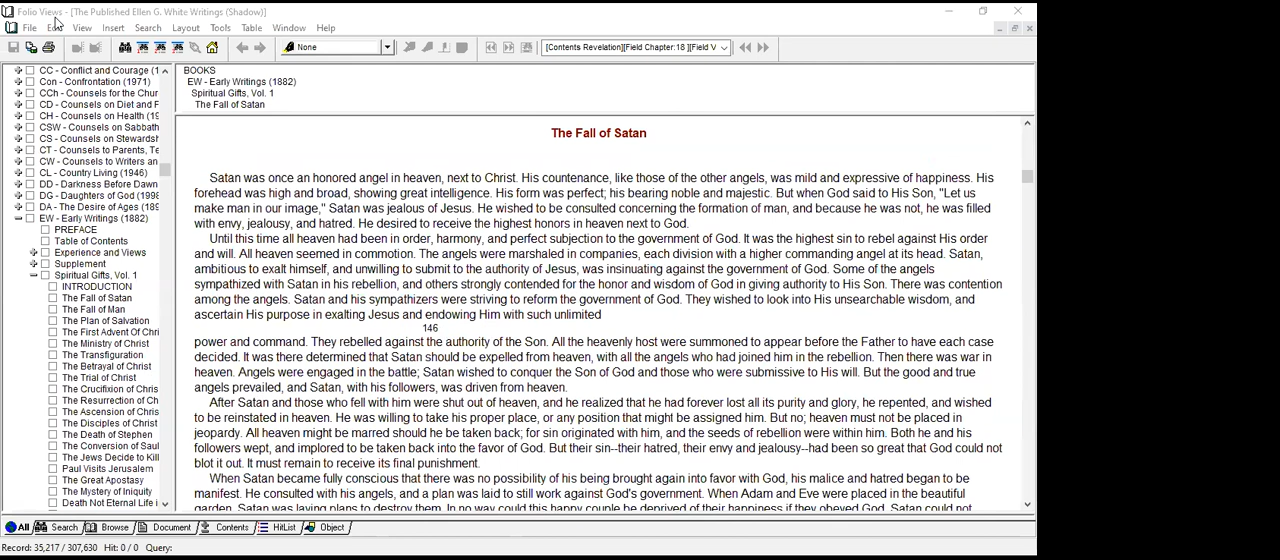 Folio Views - [The Published Ellen G. White Writings (Shadow)]
File Edit View Insert Search Layout Tools Table Window Help
None
[Contents Revelation][Field Chapter:18 ][Field V
CC - Conflict and Courage (1
Con - Confrontation (1971)
CCh - Counsels for the Chur
CD - Counsels on Diet and F
CH - Counsels on Health (19
CSW - Counsels on Sabbath
CS - Counsels on Stewardsh
CT - Counsels to Parents, Te
CW - Counsels to Writers an
CL - Country Living (1946)
DD - Darkness Before Dawn
DG - Daughters of God (1998
DA - The Desire of Ages (189
EW - Early Writings (1882)
PREFACE
Table of Contents
Experience and Views
Supplement
Spiritual Gifts, Vol. 1
INTRODUCTION
The Fall of Satan
The Fall of Man
The Plan of Salvation
The First Advent Of Chri
The Ministry of Christ
The Transfiguration
The Betrayal of Christ
The Trial of Christ
The Crucifixion of Chris
The Resurrection of Ch
The Ascension of Christ
The Disciples of Christ
The Death of Stephen
The Conversion of Saul
The Jews Decide to Kill
Paul Visits Jerusalem
The Great Apostasy
The Mystery of Iniquity
Death Not Eternal Life i
BOOKS
EW - Early Writings (1882)
Spiritual Gifts, Vol. 1
The Fall of Satan
The Fall of Satan
Satan was once an honored angel in heaven, next to Christ. His countenance, like those of the other angels, was mild and expressive of happiness. His
forehead was high and broad, showing great intelligence. His form was perfect; his bearing noble and majestic. But when God said to His Son, "Let us
make man in our image," Satan was jealous of Jesus. He wished to be consulted concerning the formation of man, and because he was not, he was filled
with envy, jealousy, and hatred. He desired to receive the highest honors in heaven next to God.
Until this time all heaven had been in order, harmony, and perfect subjection to the government of God. It was the highest sin to rebel against His order
and will. All heaven seemed in commotion. The angels were marshaled in companies, each division with a higher commanding angel at its head. Satan,
ambitious to exalt himself, and unwilling to submit to the authority of Jesus, was insinuating against the government of God. Some of the angels
sympathized with Satan in his rebellion, and others strongly contended for the honor and wisdom of God in giving authority to His Son. There was contention
among the angels. Satan and his sympathizers were striving to reform the government of God. They wished to look into His unsearchable wisdom, and
ascertain His purpose in exalting Jesus and endowing Him with such unlimited
146
power and command. They rebelled against the authority of the Son. All the heavenly host were summoned to appear before the Father to have each case
decided. It was there determined that Satan should be expelled from heaven, with all the angels who had joined him in the rebellion. Then there was war in
heaven. Angels were engaged in the battle; Satan wished to conquer the Son of God and those who were submissive to His will. But the good and true
angels prevailed, and Satan, with his followers, was driven from heaven.
After Satan and those who fell with him were shut out of heaven, and he realized that he had forever lost all its purity and glory, he repented, and wished
to be reinstated in heaven. He was willing to take his proper place, or any position that might be assigned him. But no; heaven must not be placed in
jeopardy. All heaven might be marred should he be taken back; for sin originated with him, and the seeds of rebellion were within him. Both he and his
followers wept, and implored to be taken back into the favor of God. But their sin--their hatred, their envy and jealousy--had been so great that God could not
blot it out. It must remain to receive its final punishment.
When Satan became fully conscious that there was no possibility of his being brought again into favor with God, his malice and hatred began to be
manifest. He consulted with his angels, and a plan was laid to still work against God's government. When Adam and Eve were placed in the beautiful
garden, Satan was laying plans to destroy them. In no way could this happy couple be deprived of their happiness if they obeyed God. Satan could not
All Search Browse Document Contents HitList Object
Record: 35,217 / 307,630 Hit: 0 / 0 Query: